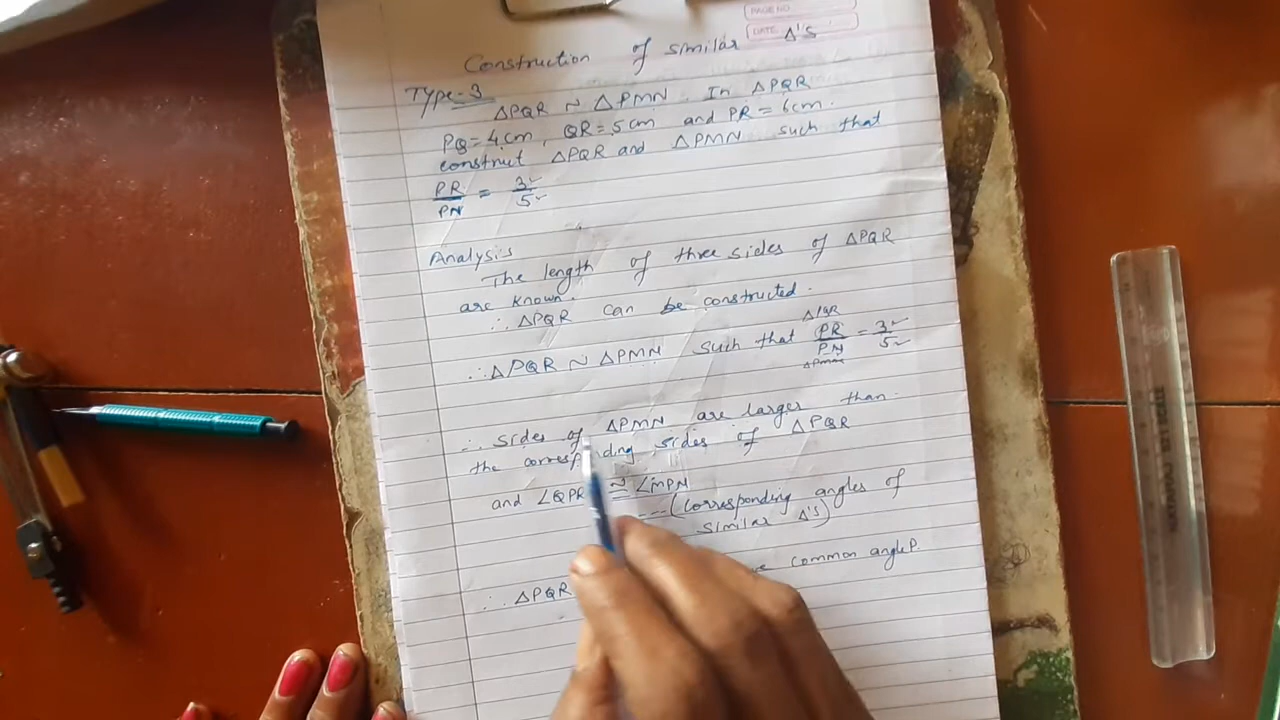 PAGE NO.
DATE
Construction of similar Δ's
Type-3
ΔPQR ~ ΔPMN. In ΔPQR
PQ = 4cm, QR = 5cm and PR = 6cm.
construct ΔPQR and ΔPMN such that
PR/PN = 3/5
Analysis
The length of three sides of ΔPQR
are known.
∴ ΔPQR can be constructed.
∴ ΔPQR ~ ΔPMN such that PR/PN = 3/5
∴ sides of ΔPMN are larger than
the corresponding sides of ΔPQR
and ∠QPR ≅ ∠MPN
---(corresponding angles of
similar Δ's)
∴ ΔPQR common angle P.